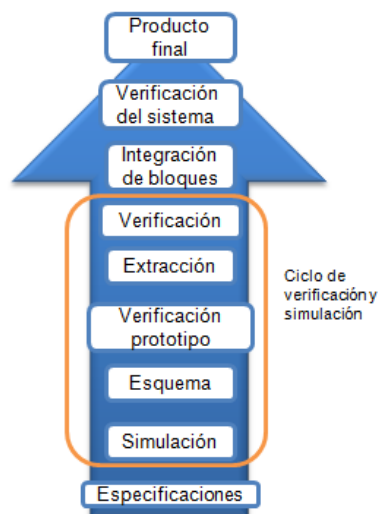 Producto
final
Verificación
del sistema
Integración
de bloques
Verificación
Extracción
Ciclo de
verificación y
simulación
Verificación
prototipo
Esquema
Simulación
Especificaciones